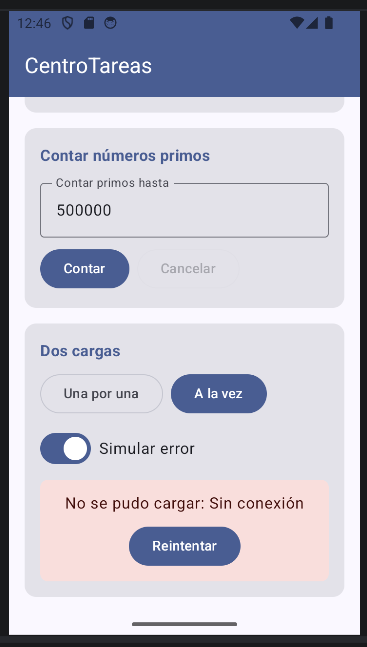 12:46
CentroTareas
Contar números primos
Contar primos hasta
500000
Contar Cancelar
Dos cargas
Una por una A la vez
Simular error
No se pudo cargar: Sin conexión
Reintentar